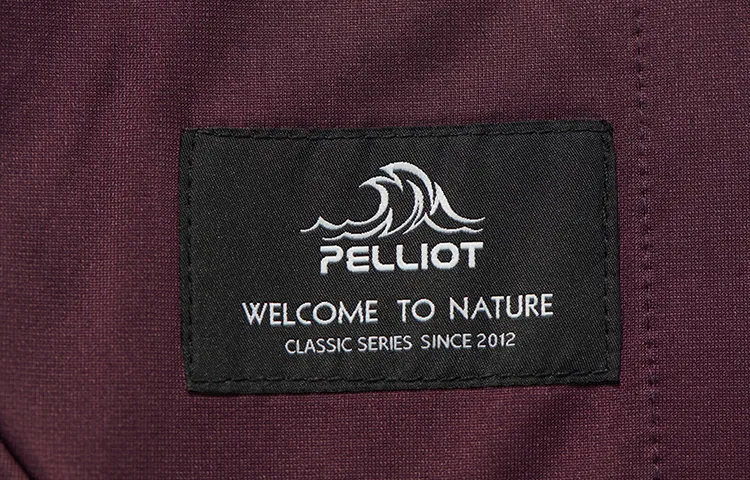 PELLIOT
WELCOME TO NATURE
CLASSIC SERIES SINCE 2012